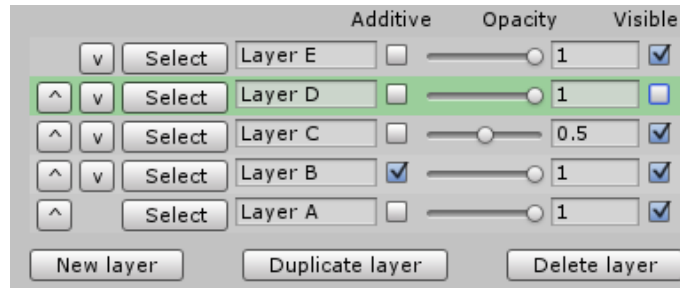 Additive Opacity Visible
v Select Layer E 1
^ v Select Layer D 1
^ v Select Layer C 0.5
^ v Select Layer B 1
^ Select Layer A 1
New layer Duplicate layer Delete layer